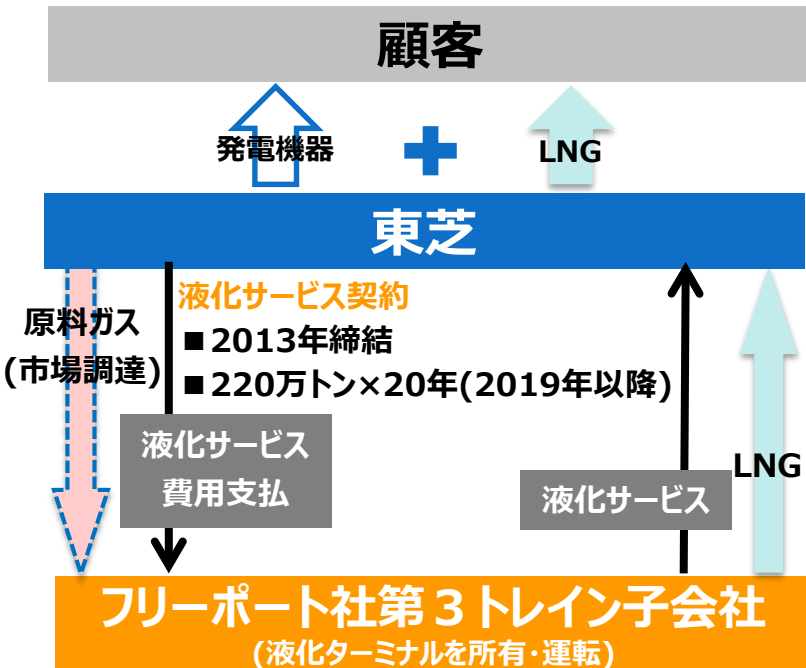 顧客
発電機器
LNG
東芝
原料ガス
(市場調達)
液化サービス契約
■2013年締結
■220万トン×20年(2019年以降)
液化サービス
費用支払
液化サービス
LNG
フリーポート社第３トレイン子会社
(液化ターミナルを所有・運転)